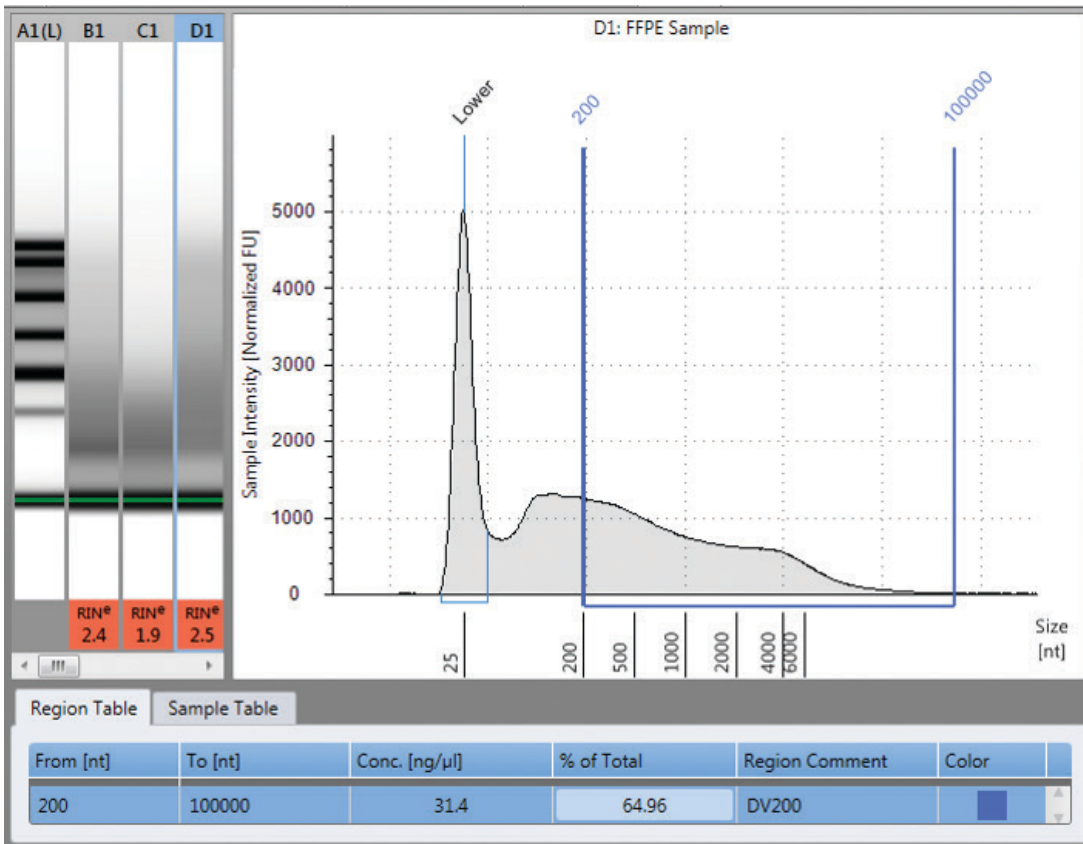 A1(L) B1 C1 D1
D1: FFPE Sample
Lower
200
100000
Sample Intensity [Normalized FU]
5000
4000
3000
2000
1000
0
25
200
500
1000
2000
4000
6000
Size
[nt]
RINe RINe RINe
2.4 1.9 2.5
Region Table Sample Table
From [nt] To [nt] Conc. [ng/µl] % of Total Region Comment Color
200 100000 31.4 64.96 DV200